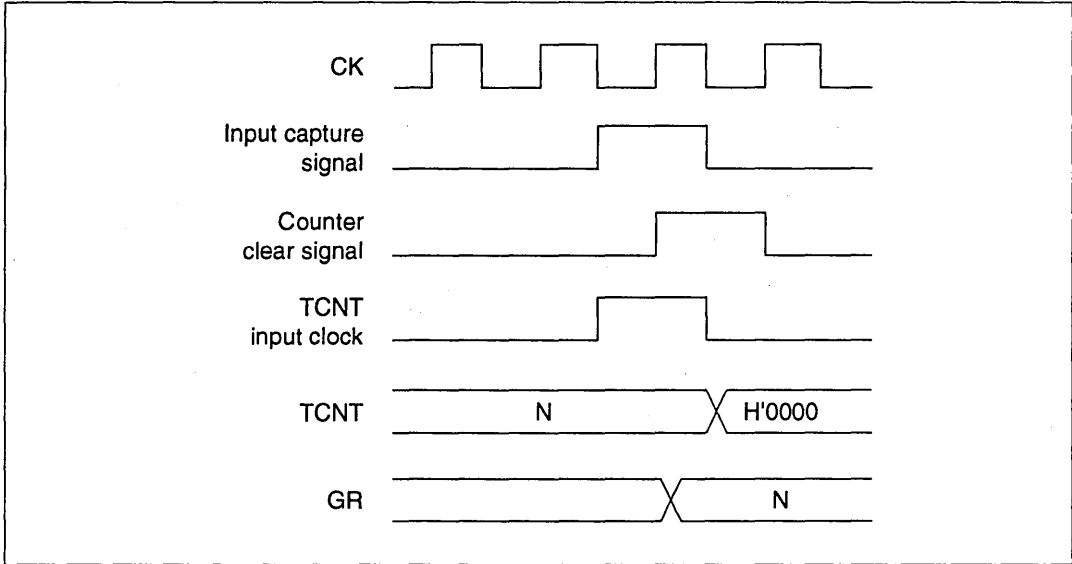 CK
Input capture
signal
Counter
clear signal
TCNT
input clock
TCNT
N
H'0000
GR
N